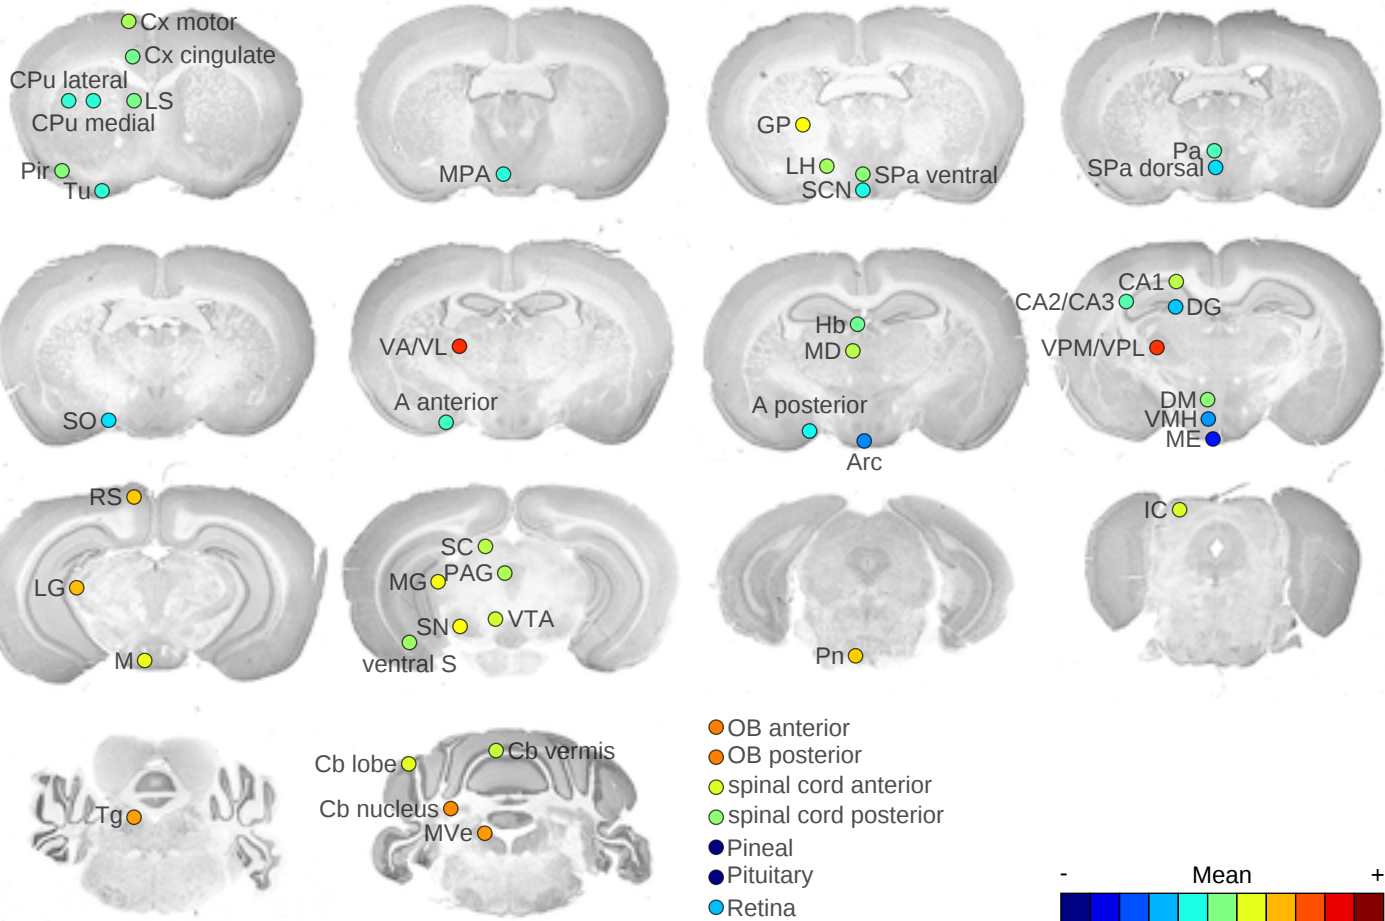 Cx motor
Cx cingulate
CPu lateral
LS
CPu medial
Pir
Tu
MPA
GP
LH
SPa ventral
SCN
Pa
SPa dorsal
SO
VA/VL
A anterior
Hb
MD
A posterior
Arc
CA1
CA2/CA3
DG
VPM/VPL
DM
VMH
ME
RS
LG
M
SC
PAG
MG
VTA
SN
ventral S
Pn
IC
Tg
Cb vermis
Cb lobe
Cb nucleus
MVe
OB anterior
OB posterior
spinal cord anterior
spinal cord posterior
Pineal
Pituitary
Retina
- Mean +